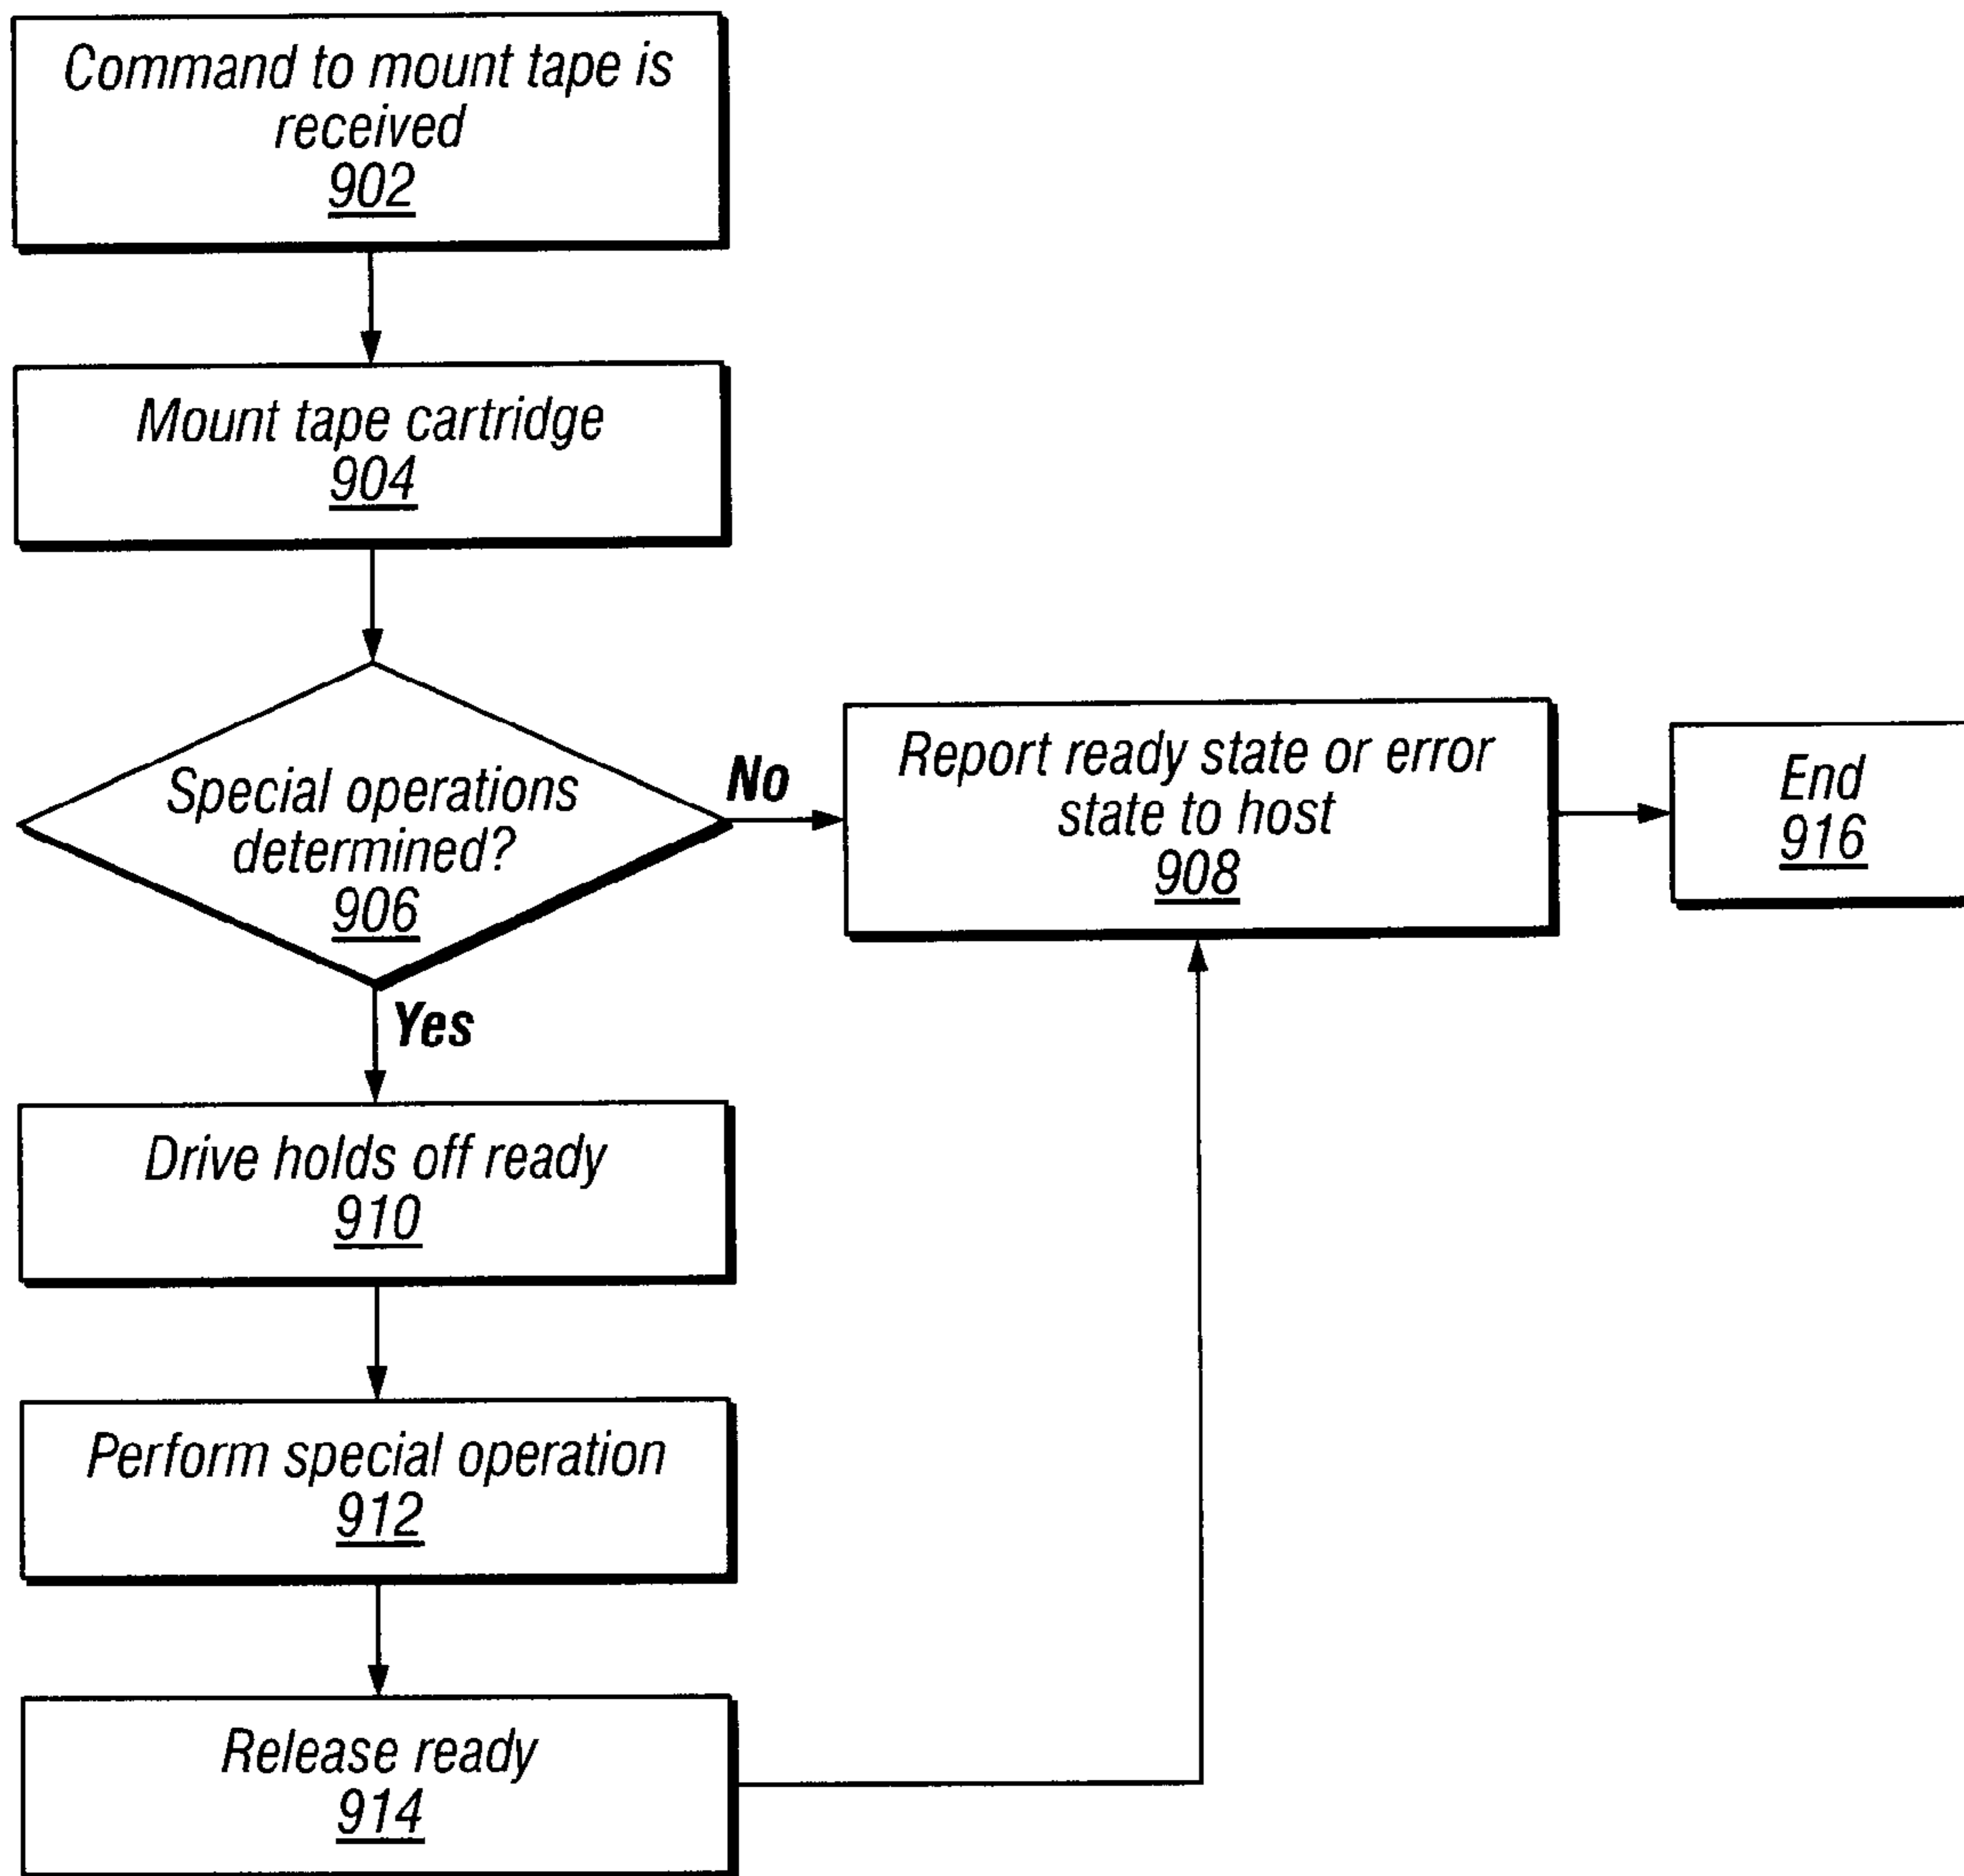 Command to mount tape is
received
902
Mount tape cartridge
904
Special operations
determined?
906
No
Report ready state or error
state to host
908
End
916
Yes
Drive holds off ready
910
Perform special operation
912
Release ready
914